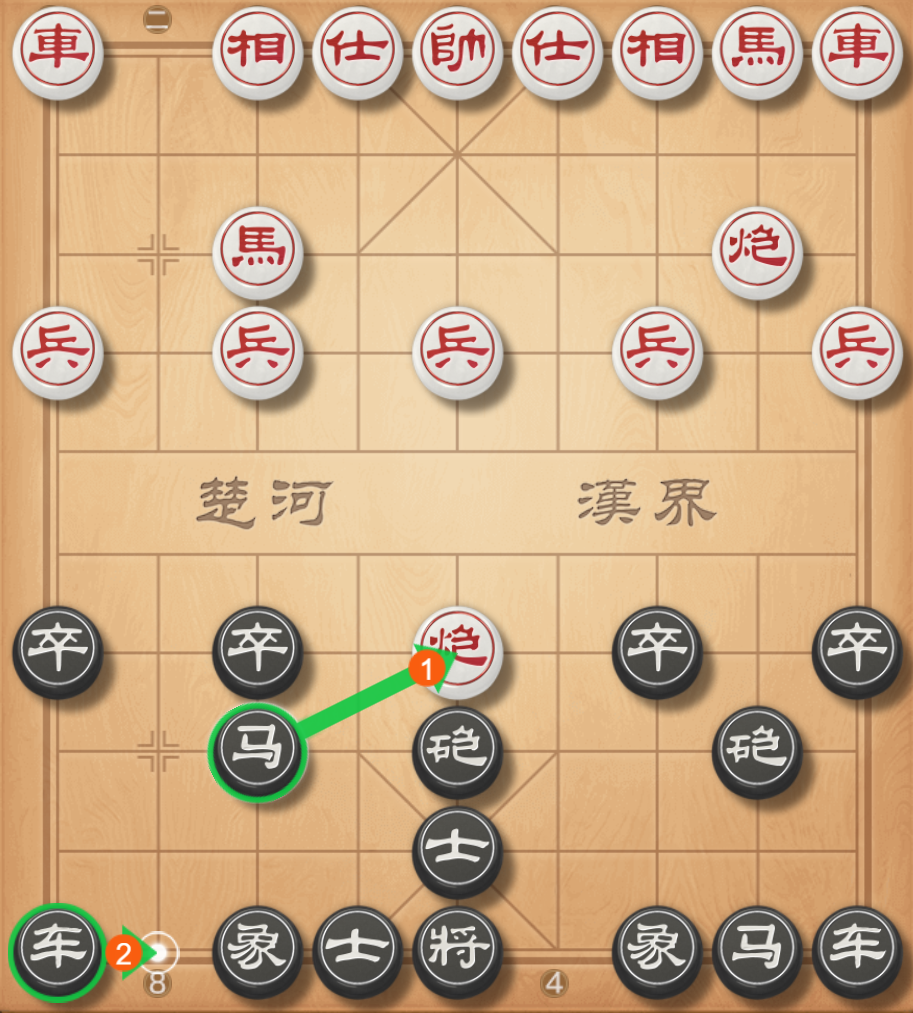 二
車 相 仕 帥 仕 相 馬 車
馬 炮
兵 兵 兵 兵 兵
楚河 漢界
卒 卒 炮 卒 卒
1
马 砲 砲
士
车 2 象 士 将 象 马 车
8 4